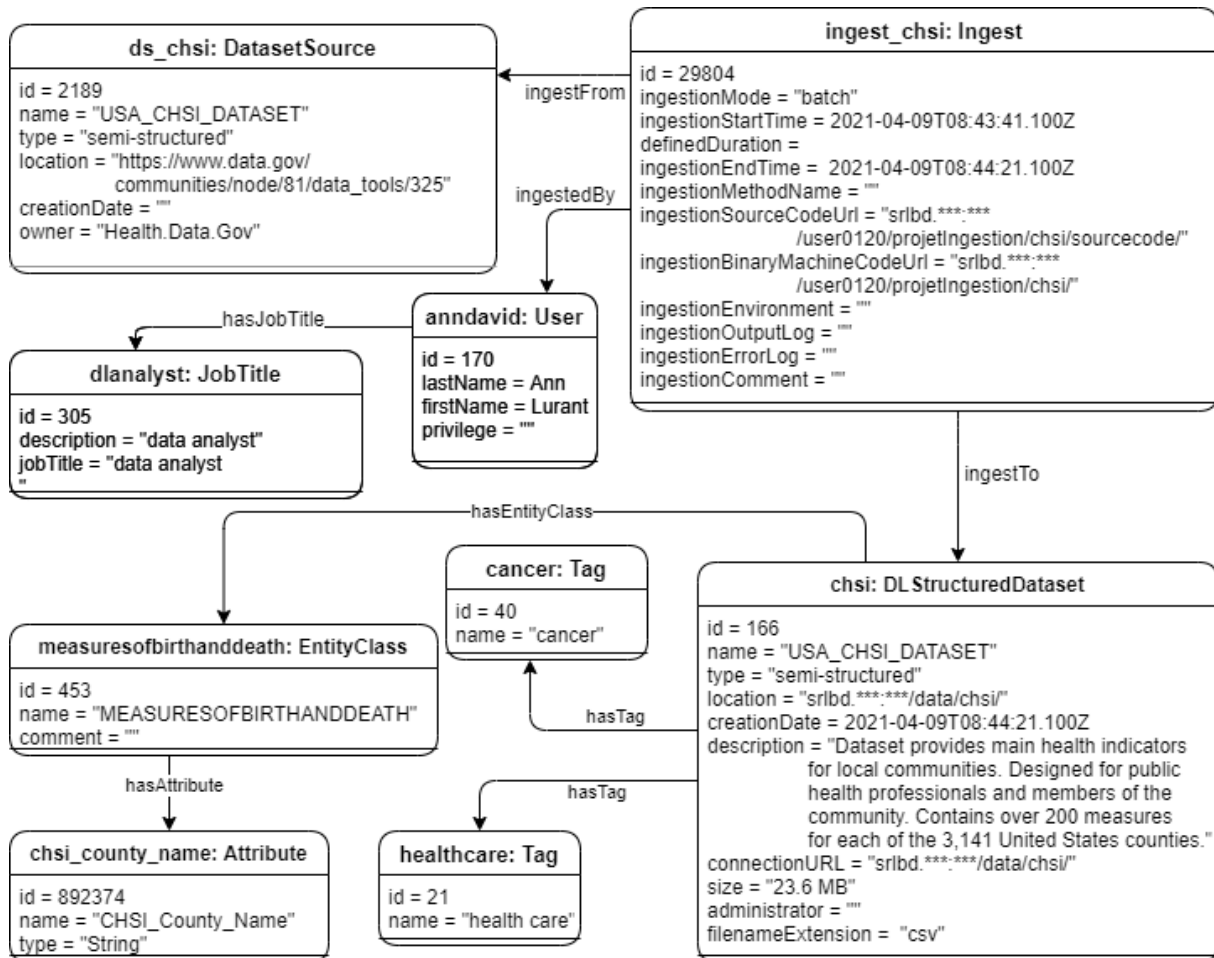 ds_chsi: DatasetSource
id = 2189
name = "USA_CHSI_DATASET"
type = "semi-structured"
location = "https://www.data.gov/
communities/node/81/data_tools/325"
creationDate = ""
owner = "Health.Data.Gov"
ingestFrom
ingestedBy
ingest_chsi: Ingest
id = 29804
ingestionMode = "batch"
ingestionStartTime = 2021-04-09T08:43:41.100Z
definedDuration =
ingestionEndTime = 2021-04-09T08:44:21.100Z
ingestionMethodName = ""
ingestionSourceCodeUrl = "srlbd.***:***
/user0120/projetIngestion/chsi/sourcecode/"
ingestionBinaryMachineCodeUrl = "srlbd.***:***
/user0120/projetIngestion/chsi/"
ingestionEnvironment = ""
ingestionOutputLog = ""
ingestionErrorLog = ""
ingestionComment = ""
hasJobTitle
anndavid: User
id = 170
lastName = Ann
firstName = Lurant
privilege = ""
dlanalyst: JobTitle
id = 305
description = "data analyst"
jobTitle = "data analyst
"
ingestTo
hasEntityClass
cancer: Tag
id = 40
name = "cancer"
measuresofbirthanddeath: EntityClass
id = 453
name = "MEASURESOFBIRTHANDDEATH"
comment = ""
hasTag
hasTag
hasAttribute
chsi: DLStructuredDataset
id = 166
name = "USA_CHSI_DATASET"
type = "semi-structured"
location = "srlbd.***:***/data/chsi/"
creationDate = 2021-04-09T08:44:21.100Z
description = "Dataset provides main health indicators
for local communities. Designed for public
health professionals and members of the
community. Contains over 200 measures
for each of the 3,141 United States counties."
connectionURL = "srlbd.***:***/data/chsi/"
size = "23.6 MB"
administrator = ""
filenameExtension = "csv"
chsi_county_name: Attribute
id = 892374
name = "CHSI_County_Name"
type = "String"
healthcare: Tag
id = 21
name = "health care"